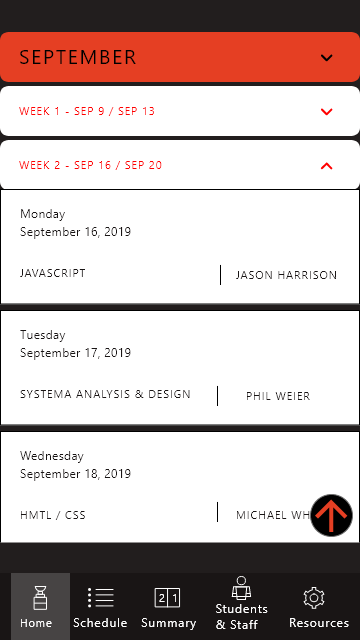 SEPTEMBER
WEEK 1 - SEP 9 / SEP 13
WEEK 2 - SEP 16 / SEP 20
Monday
September 16, 2019
JAVASCRIPT
JASON HARRISON
Tuesday
September 17, 2019
SYSTEMA ANALYSIS & DESIGN
PHIL WEIER
Wednesday
September 18, 2019
HMTL / CSS
MICHAEL
2 1
Home
Schedule
Summary
Students
& Staff
Resources